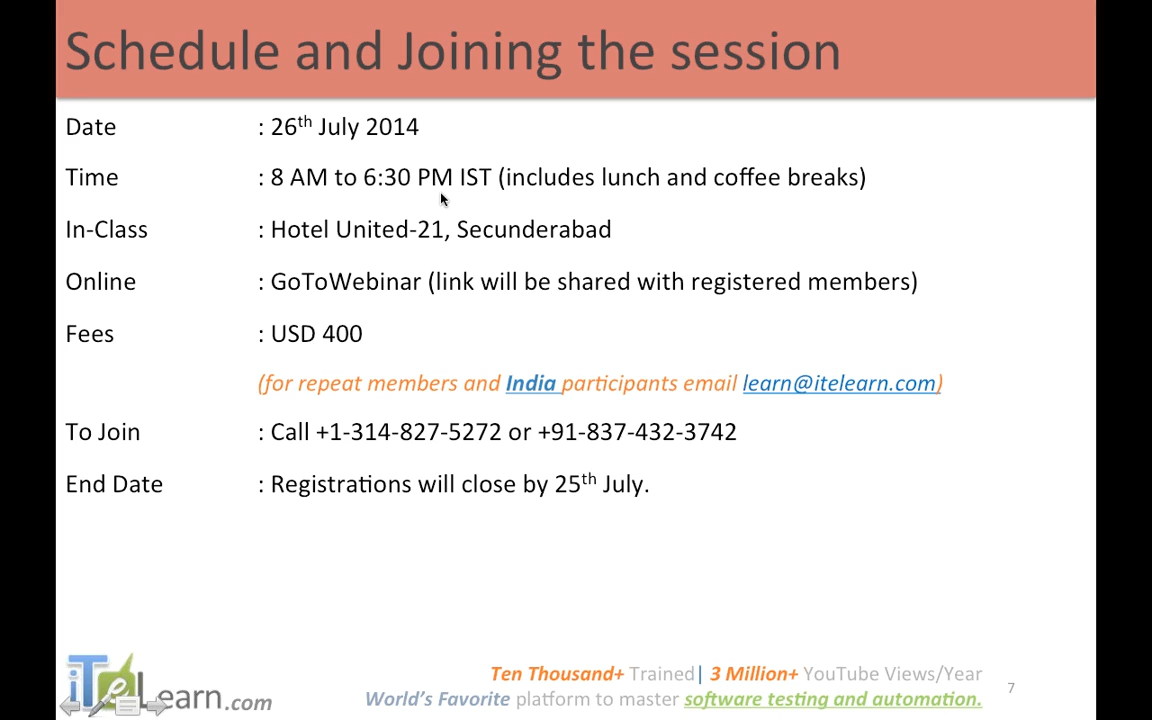 Schedule and Joining the session
Date : 26th July 2014
Time : 8 AM to 6:30 PM IST (includes lunch and coffee breaks)
In-Class : Hotel United-21, Secunderabad
Online : GoToWebinar (link will be shared with registered members)
Fees : USD 400
(for repeat members and India participants email learn@itelearn.com)
To Join : Call +1-314-827-5272 or +91-837-432-3742
End Date : Registrations will close by 25th July.
Ten Thousand+ Trained| 3 Million+ YouTube Views/Year
World's Favorite platform to master software testing and automation.
7
iTeLearn.com